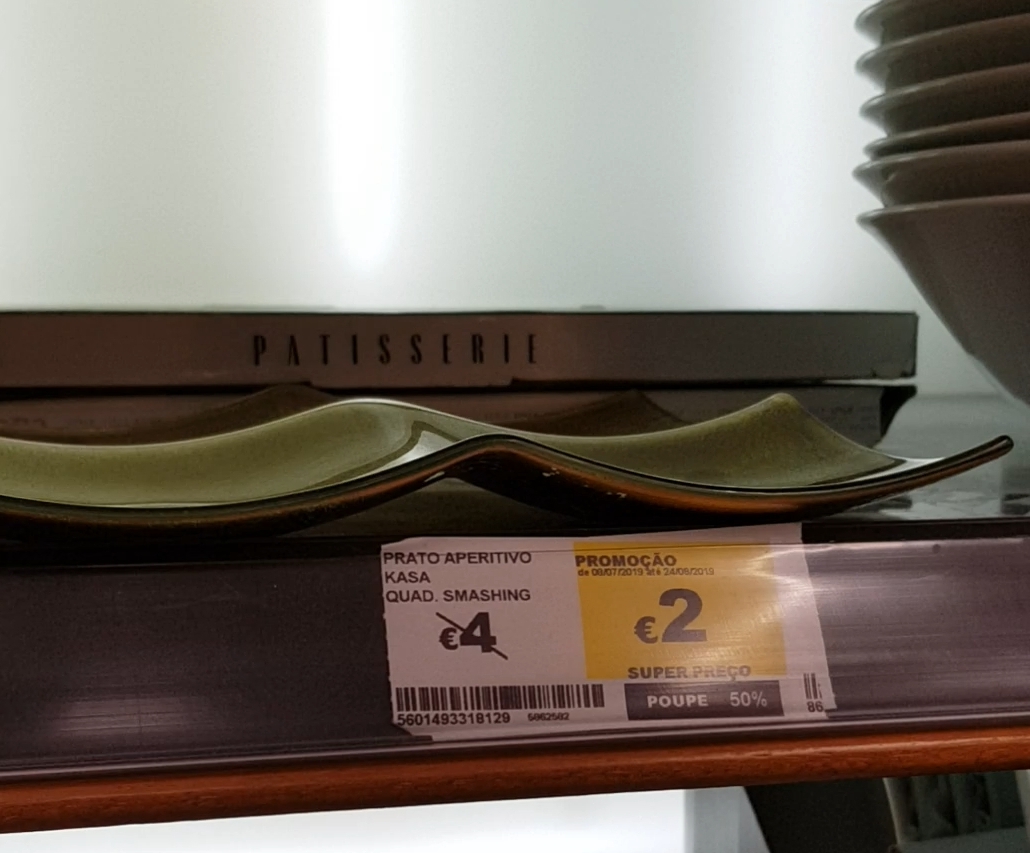 PATISSERIE
PRATO APERITIVO
KASA
QUAD. SMASHING
€4
PROMOÇÃO
de 08/07/2019 até 24/08/2019
€2
SUPER PREÇO
POUPE 50%
5601493318129 5862582
86